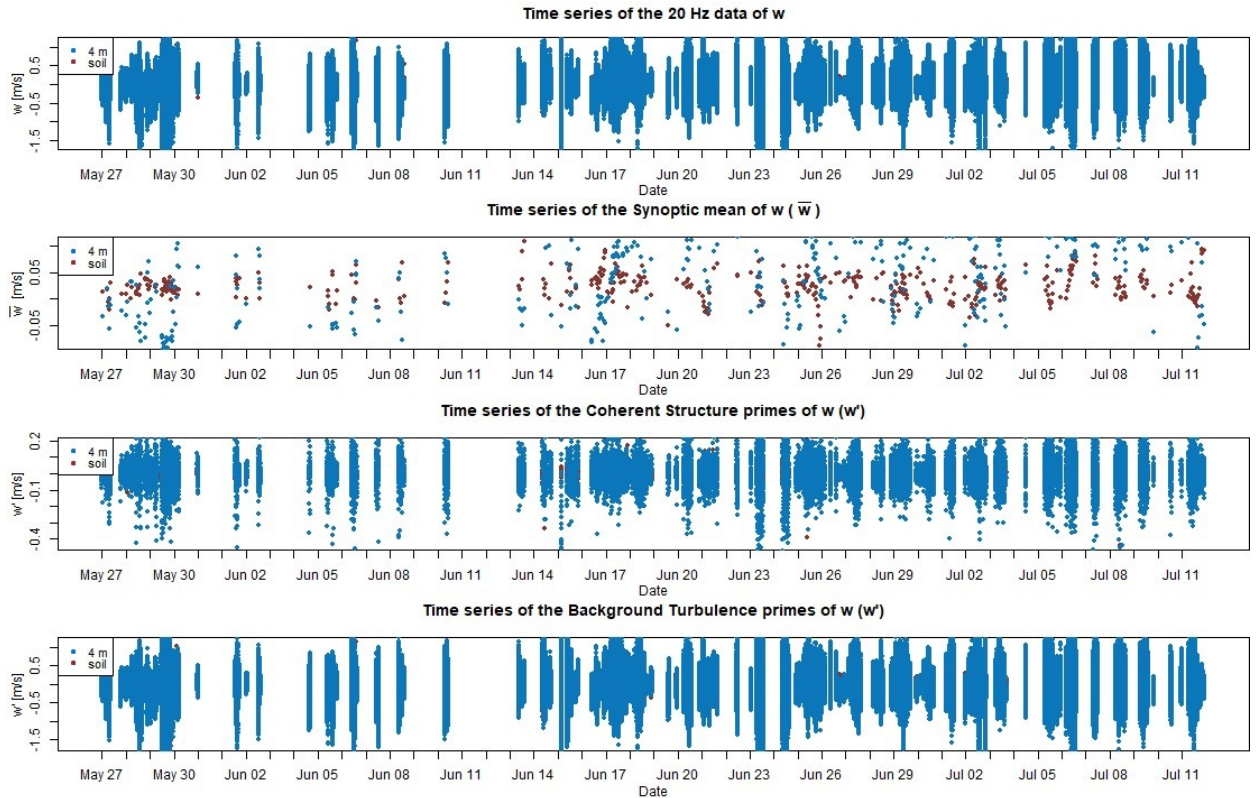 Time series of the 20 Hz data of w
4 m
soil
w [m/s]
0.5
-0.5
-1.5
May 27 May 30 Jun 02 Jun 05 Jun 08 Jun 11 Jun 14 Jun 17 Jun 20 Jun 23 Jun 26 Jun 29 Jul 02 Jul 05 Jul 08 Jul 11
Date
Time series of the Synoptic mean of w ( w̅ )
4 m
soil
w̅ [m/s]
0.05
-0.05
May 27 May 30 Jun 02 Jun 05 Jun 08 Jun 11 Jun 14 Jun 17 Jun 20 Jun 23 Jun 26 Jun 29 Jul 02 Jul 05 Jul 08 Jul 11
Date
Time series of the Coherent Structure primes of w (w')
4 m
soil
w' [m/s]
0.2
-0.1
-0.4
May 27 May 30 Jun 02 Jun 05 Jun 08 Jun 11 Jun 14 Jun 17 Jun 20 Jun 23 Jun 26 Jun 29 Jul 02 Jul 05 Jul 08 Jul 11
Date
Time series of the Background Turbulence primes of w (w')
4 m
soil
w' [m/s]
0.5
-0.5
-1.5
May 27 May 30 Jun 02 Jun 05 Jun 08 Jun 11 Jun 14 Jun 17 Jun 20 Jun 23 Jun 26 Jun 29 Jul 02 Jul 05 Jul 08 Jul 11
Date